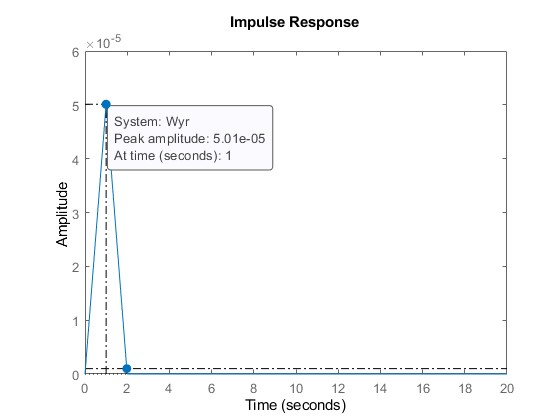 Impulse Response
×10-5
6
5
4
3
2
1
0
System: Wyr
Peak amplitude: 5.01e-05
At time (seconds): 1
Amplitude
0 2 4 6 8 10 12 14 16 18 20
Time (seconds)